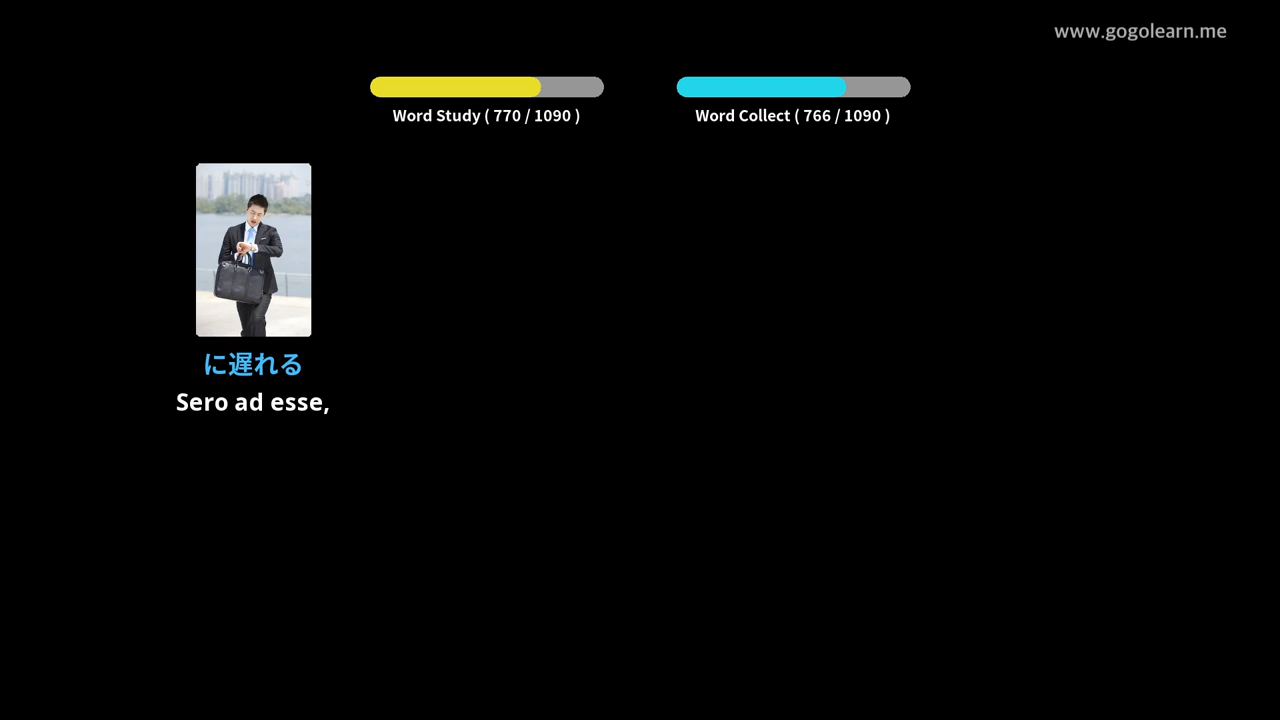 www.gogolearn.me
Word Study ( 770 / 1090 )
Word Collect ( 766 / 1090 )
に遅れる
Sero ad esse,